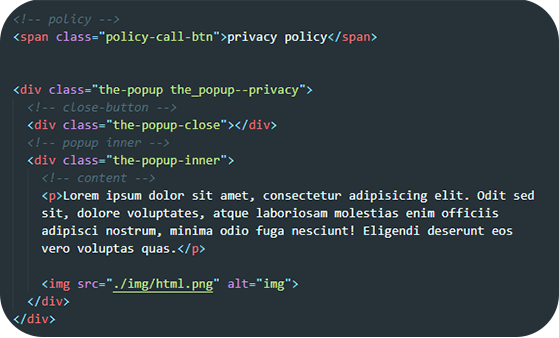 <!-- policy -->
<span class="policy-call-btn">privacy policy</span>
<div class="the-popup the_popup--privacy">
<!-- close-button -->
<div class="the-popup-close"></div>
<!-- popup inner -->
<div class="the-popup-inner">
<!-- content -->
<p>Lorem ipsum dolor sit amet, consectetur adipisicing elit. Odit sed
sit, dolore voluptates, atque laboriosam molestias enim officiis
adipisci nostrum, minima odio fuga nesciunt! Eligendi deserunt eos
vero voluptas quas.</p>
<img src="./img/html.png" alt="img">
</div>
</div>